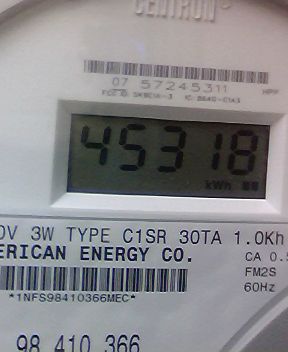 CENTRON®
07 57245311
HPP
45318
kWh
0V 3W TYPE C1SR 30TA 1.0Kh
ERICAN ENERGY CO.
CA 0.5
FM2S
*1NFS98410366MEC*
60Hz
98 410 366